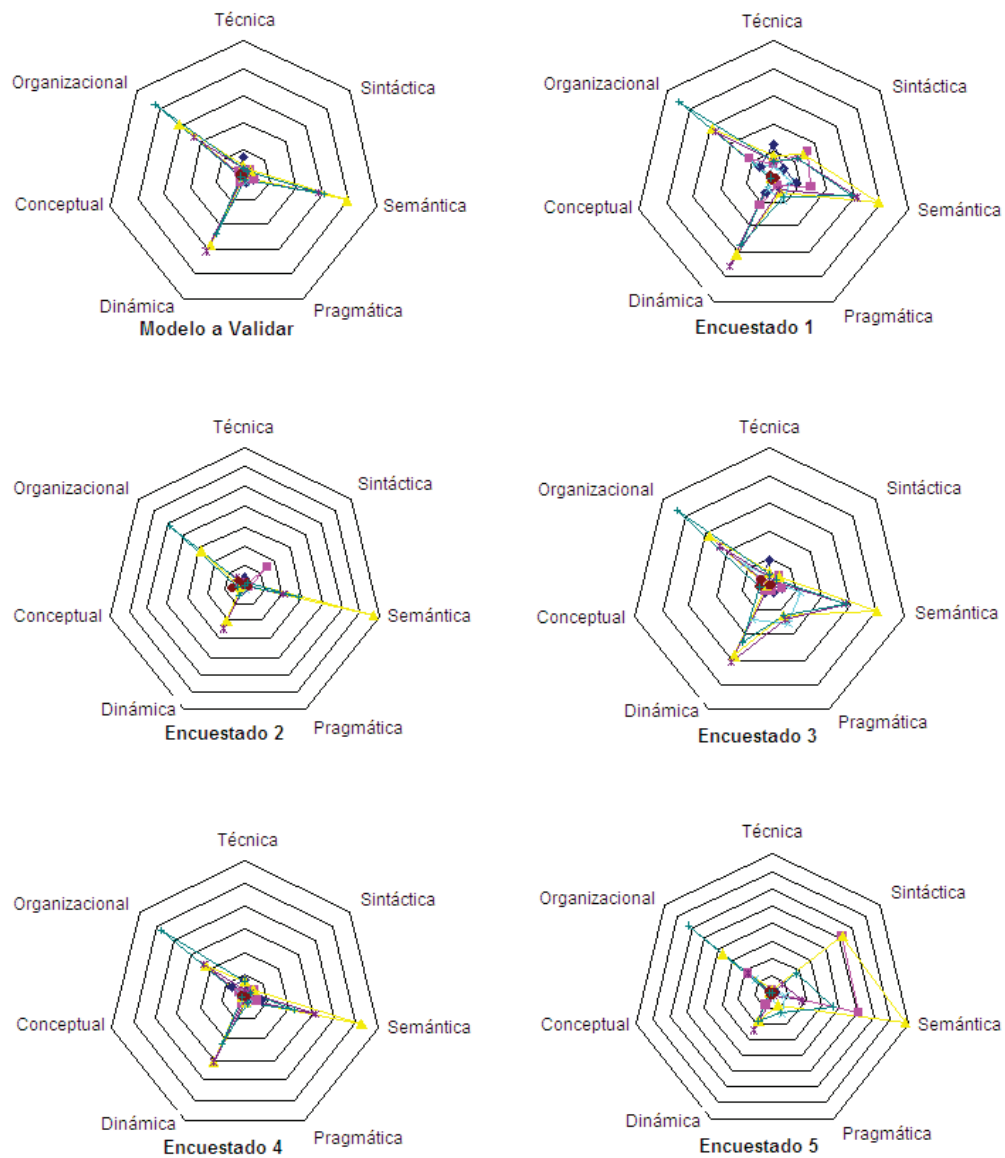 Técnica
Organizacional
Sintáctica
Conceptual
Semántica
Dinámica
Pragmática
Modelo a Validar
Técnica
Organizacional
Sintáctica
Conceptual
Semántica
Dinámica
Pragmática
Encuestado 1
Técnica
Organizacional
Sintáctica
Conceptual
Semántica
Dinámica
Pragmática
Encuestado 2
Técnica
Organizacional
Sintáctica
Conceptual
Semántica
Dinámica
Pragmática
Encuestado 3
Técnica
Organizacional
Sintáctica
Conceptual
Semántica
Dinámica
Pragmática
Encuestado 4
Técnica
Organizacional
Sintáctica
Conceptual
Semántica
Dinámica
Pragmática
Encuestado 5